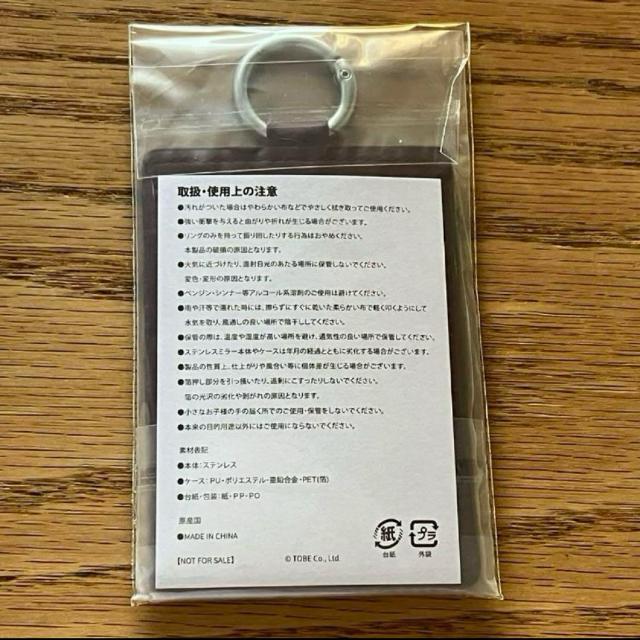 取扱・使用上の注意
●汚れがついた場合はやわらかい布などでやさしく拭き取ってご使用ください。
●強い衝撃を与えると曲がりや折れが生じる場合がございます。
●リングのみを持って振り回したりする行為はおやめください。
本製品の破損の原因となります。
●火気に近づけたり、直射日光のあたる場所に保管しないでください。
変色・変形の原因となります。
●ベンジン・シンナー等アルコール系溶剤のご使用は避けてください。
●雨や汗等で濡れた時には、擦らずにすぐに乾いた柔らかい布で軽く叩くようにして
水気を取り、風通しの良い場所で陰干ししてください。
●保管の際は、温度や湿度が高い場所を避け、通気性の良い場所で保管してください。
●ステンレスミラー本体やケースは年月の経過とともに劣化する場合がございます。
●製品の性質上、仕上がりや風合い等に個体差が生じる場合がございます。
●箔押し部分を引っ掻いたり、過剰にこすったりしないでください。
箔の光沢の劣化や剥がれの原因となります。
●小さなお子様の手の届く所でのご使用・保管をしないでください。
●本来の目的用途以外にはご使用にならないでください。
素材表記
●本体：ステンレス
●ケース：PU・ポリエステル・亜鉛合金・PET(箔)
●台紙・包装：紙・PP・PO
原産国
●MADE IN CHINA
【NOT FOR SALE】 © TOBE Co., Ltd.
紙 プラ
台紙 外袋